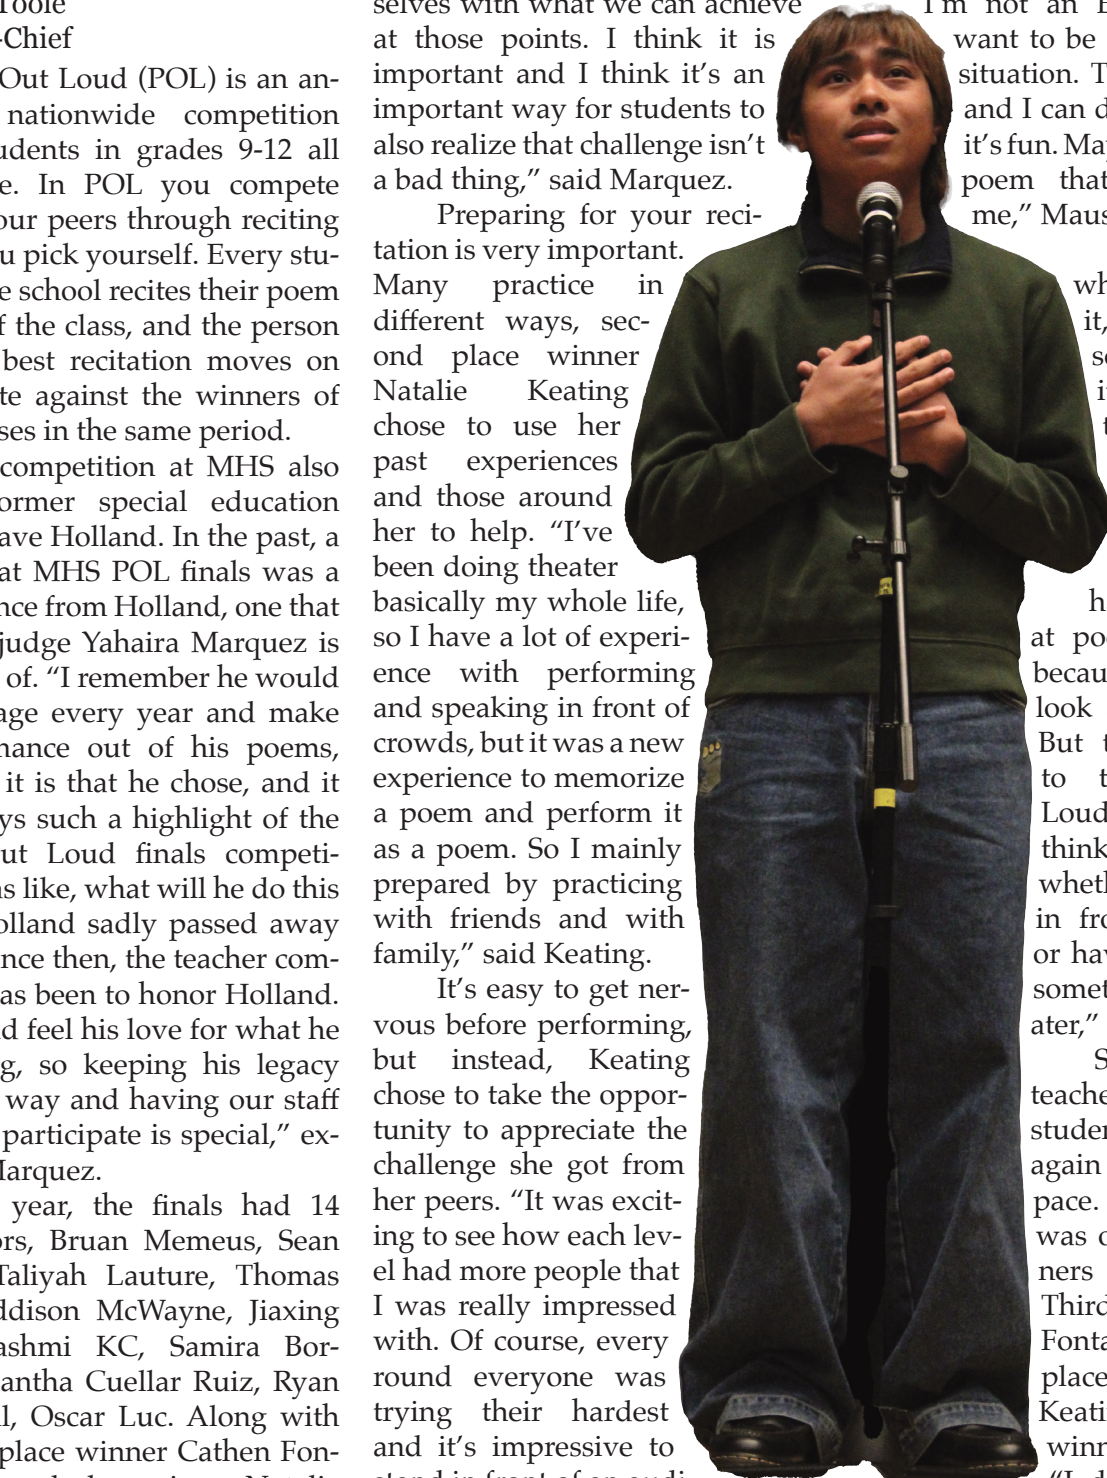 Toole
-Chief
Out Loud (POL) is an an-
nationwide competition
udents in grades 9-12 all
e. In POL you compete
our peers through reciting
u pick yourself. Every stu-
e school recites their poem
f the class, and the person
best recitation moves on
te against the winners of
ses in the same period.
competition at MHS also
ormer special education
ave Holland. In the past, a
at MHS POL finals was a
nce from Holland, one that
judge Yahaira Marquez is
of. “I remember he would
age every year and make
mance out of his poems,
it is that he chose, and it
ys such a highlight of the
ut Loud finals competi-
s like, what will he do this
olland sadly passed away
nce then, the teacher com-
as been to honor Holland.
d feel his love for what he
g, so keeping his legacy
way and having our staff
participate is special,” ex-
Marquez.
year, the finals had 14
ors, Bruan Memeus, Sean
Taliyah Lauture, Thomas
ddison McWayne, Jiaxing
ashmi KC, Samira Bor-
antha Cuellar Ruiz, Ryan
l, Oscar Luc. Along with
place winner Cathen Fon-
selves with what we can achieve
at those points. I think it is
important and I think it’s an
important way for students to
also realize that challenge isn’t
a bad thing,” said Marquez.
Preparing for your reci-
tation is very important.
Many practice in
different ways, sec-
ond place winner
Natalie Keating
chose to use her
past experiences
and those around
her to help. “I’ve
been doing theater
basically my whole life,
so I have a lot of experi-
ence with performing
and speaking in front of
crowds, but it was a new
experience to memorize
a poem and perform it
as a poem. So I mainly
prepared by practicing
with friends and with
family,” said Keating.
It’s easy to get ner-
vous before performing,
but instead, Keating
chose to take the oppor-
tunity to appreciate the
challenge she got from
her peers. “It was excit-
ing to see how each lev-
el had more people that
I was really impressed
with. Of course, every
round everyone was
trying their hardest
and it’s impressive to
stand in front of an audi-
I’m not an
want to be
situation. T
and I can d
it’s fun. Ma
poem that
me,” Maus
wh
it,
so
i
t
h
at po
becau
look
But t
to t
Loud
think
wheth
in fro
or hav
somet
ater,”
S
teache
studen
again
pace.
was o
ners
Third
Fonta
place
Keati
winn